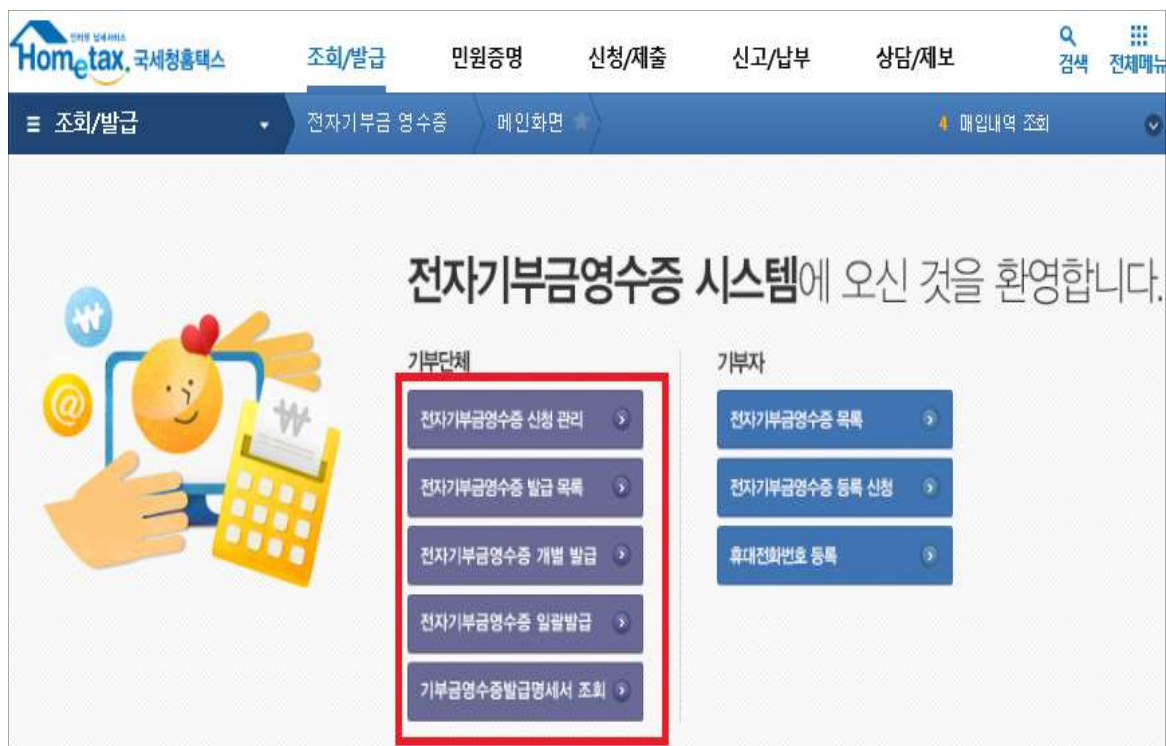 인터넷 납세서비스
Hometax. 국세청홈택스
조회/발급
민원증명
신청/제출
신고/납부
상담/제보
검색
전체메뉴
조회/발급
전자기부금 영수증
메인화면
4 매입내역 조회
전자기부금영수증 시스템에 오신 것을 환영합니다.
기부단체
전자기부금영수증 신청 관리
전자기부금영수증 발급 목록
전자기부금영수증 개별 발급
전자기부금영수증 일괄발급
기부금영수증발급명세서 조회
기부자
전자기부금영수증 목록
전자기부금영수증 등록 신청
휴대전화번호 등록